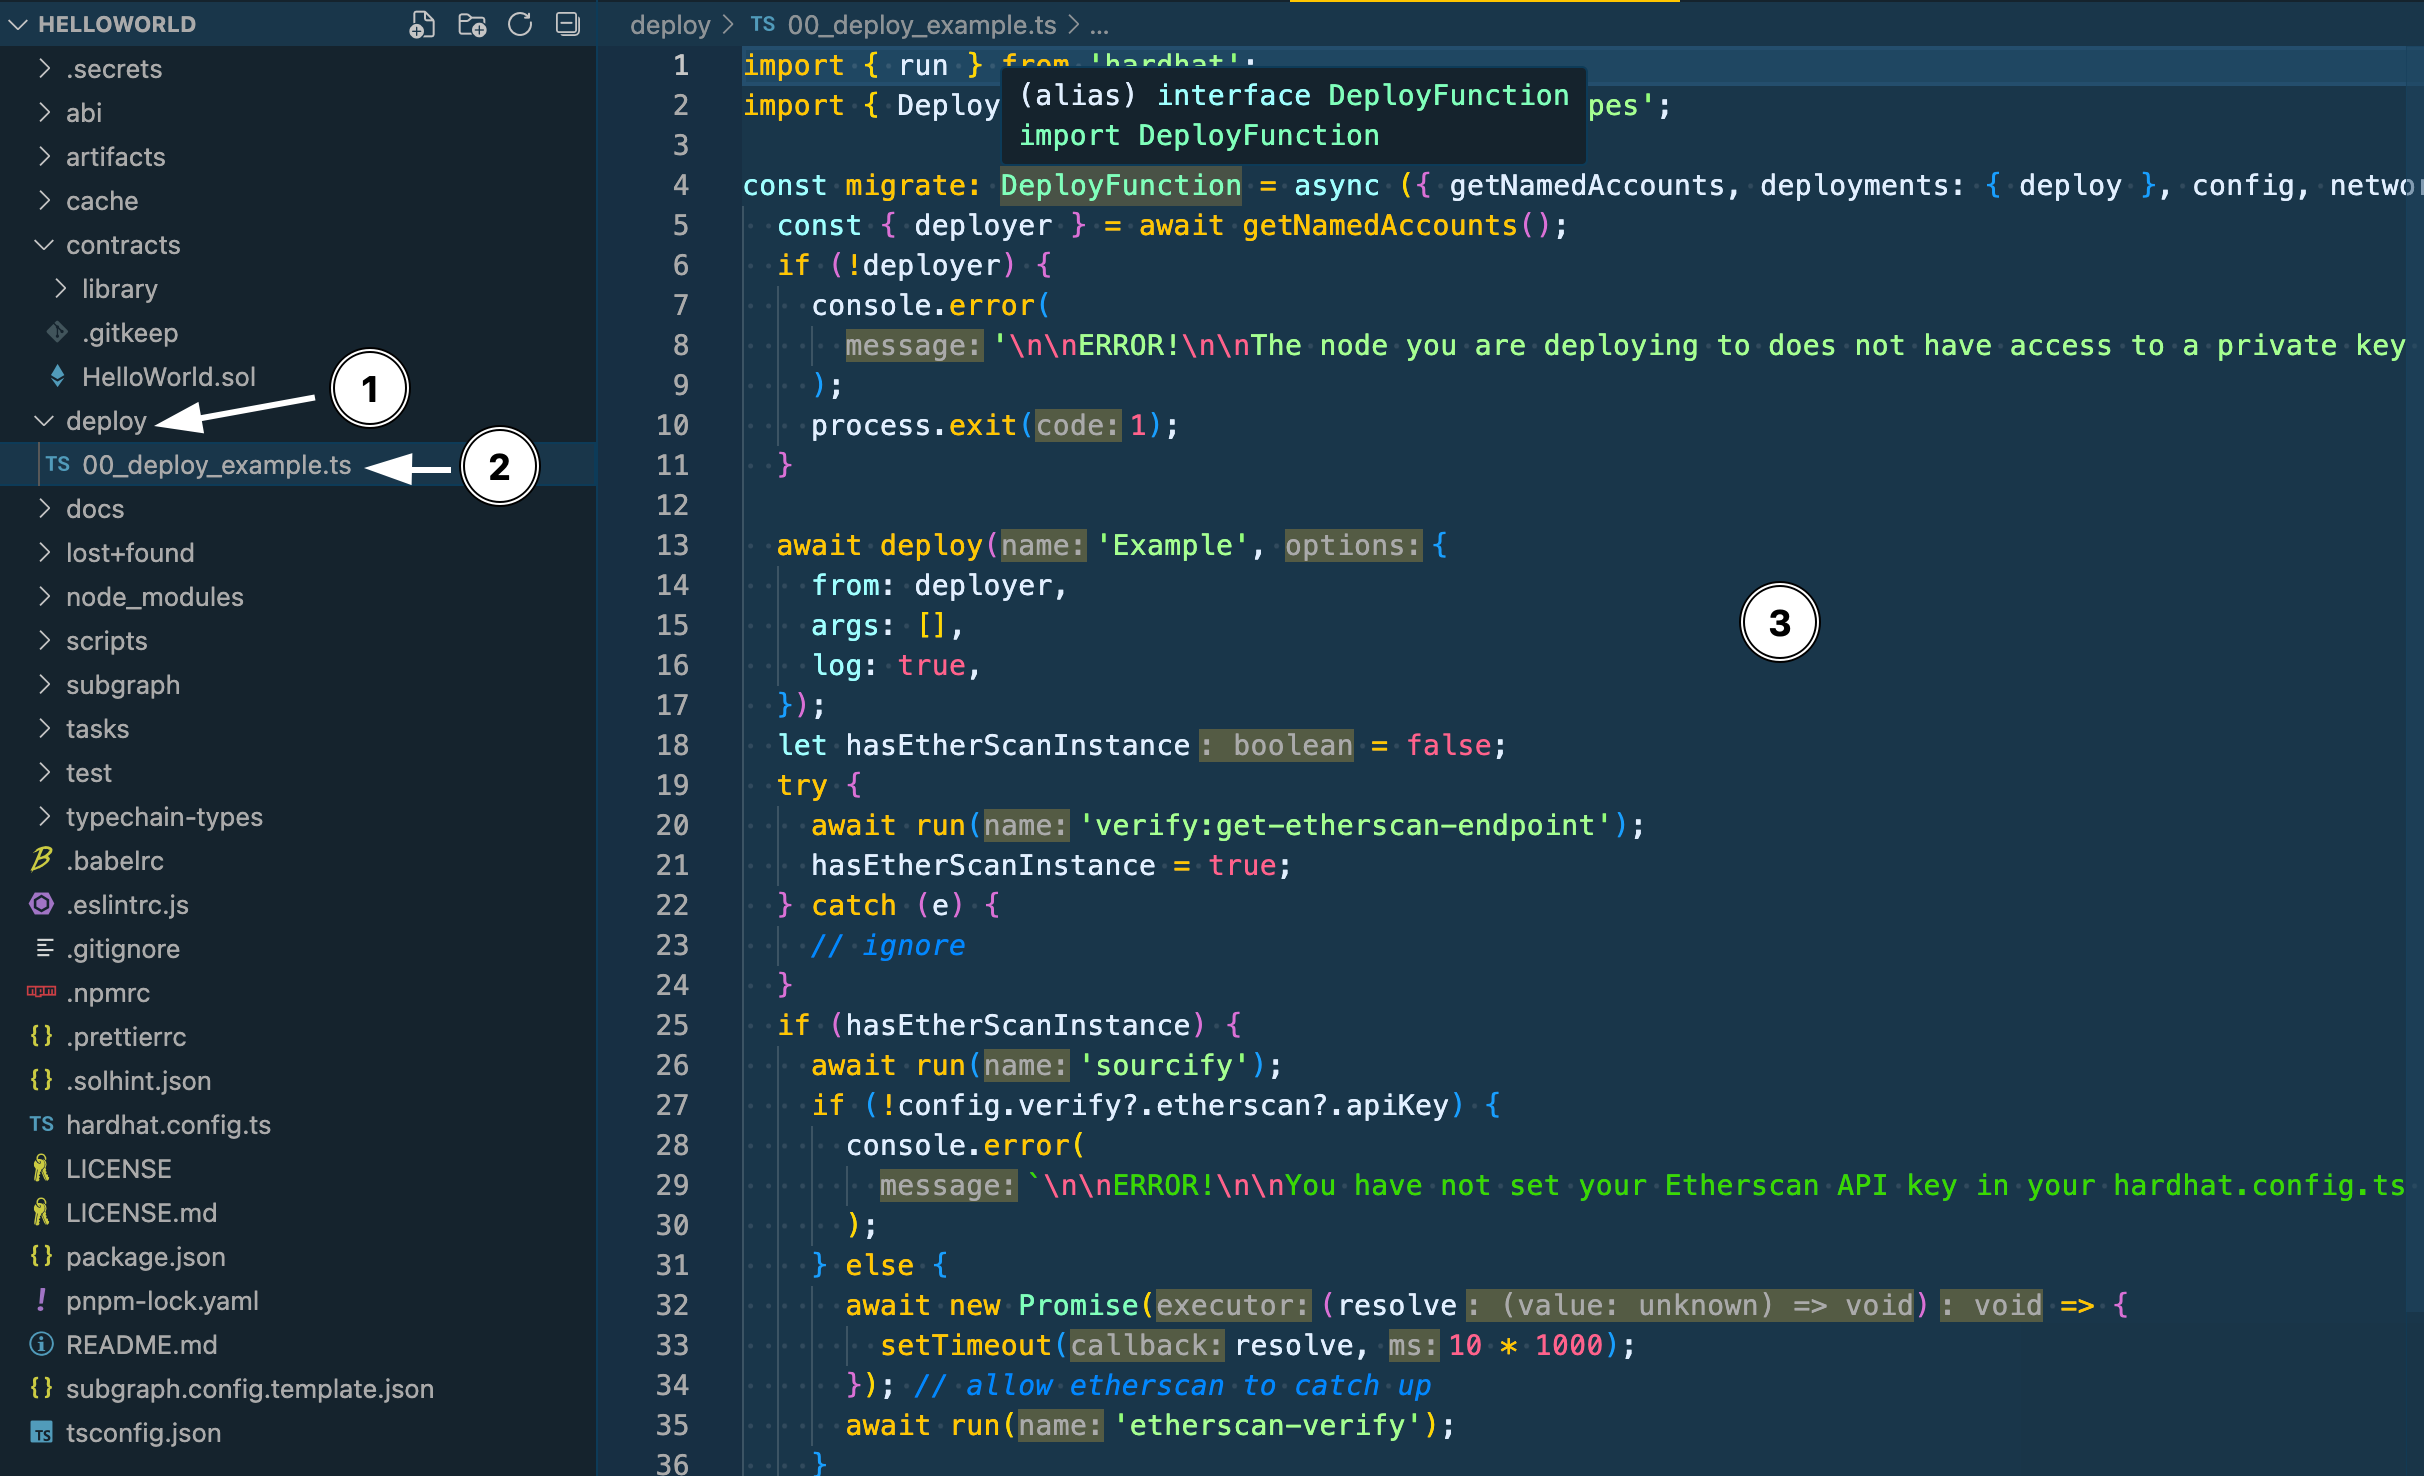 HELLOWORLD
.secrets
abi
artifacts
cache
contracts
library
.gitkeep
HelloWorld.sol
deploy
1
TS 00_deploy_example.ts
2
docs
lost+found
node_modules
scripts
subgraph
tasks
test
typechain-types
.babelrc
.eslintrc.js
.gitignore
.npmrc
{} .prettierrc
{} .solhint.json
TS hardhat.config.ts
LICENSE
LICENSE.md
{} package.json
! pnpm-lock.yaml
README.md
{} subgraph.config.template.json
TS tsconfig.json
deploy > TS 00_deploy_example.ts > ...
1 import { run } from 'hardhat';
(alias) interface DeployFunction
import DeployFunction
2 import { Deploy pes';
3
4 const migrate: DeployFunction = async ({ getNamedAccounts, deployments: { deploy }, config, netwo
5 const { deployer } = await getNamedAccounts();
6 if (!deployer) {
7 console.error(
8 message: '\n\nERROR!\n\nThe node you are deploying to does not have access to a private key
9 );
10 process.exit(code: 1);
11 }
12
13 await deploy(name: 'Example', options: {
14 from: deployer,
15 args: [],
16 log: true,
17 });
3
18 let hasEtherScanInstance: boolean = false;
19 try {
20 await run(name: 'verify:get-etherscan-endpoint');
21 hasEtherScanInstance = true;
22 } catch (e) {
23 // ignore
24 }
25 if (hasEtherScanInstance) {
26 await run(name: 'sourcify');
27 if (!config.verify?.etherscan?.apiKey) {
28 console.error(
29 message: `\n\nERROR!\n\nYou have not set your Etherscan API key in your hardhat.config.ts
30 );
31 } else {
32 await new Promise(executor: (resolve: (value: unknown) => void): void => {
33 setTimeout(callback: resolve, ms: 10 * 1000);
34 }); // allow etherscan to catch up
35 await run(name: 'etherscan-verify');
36 }